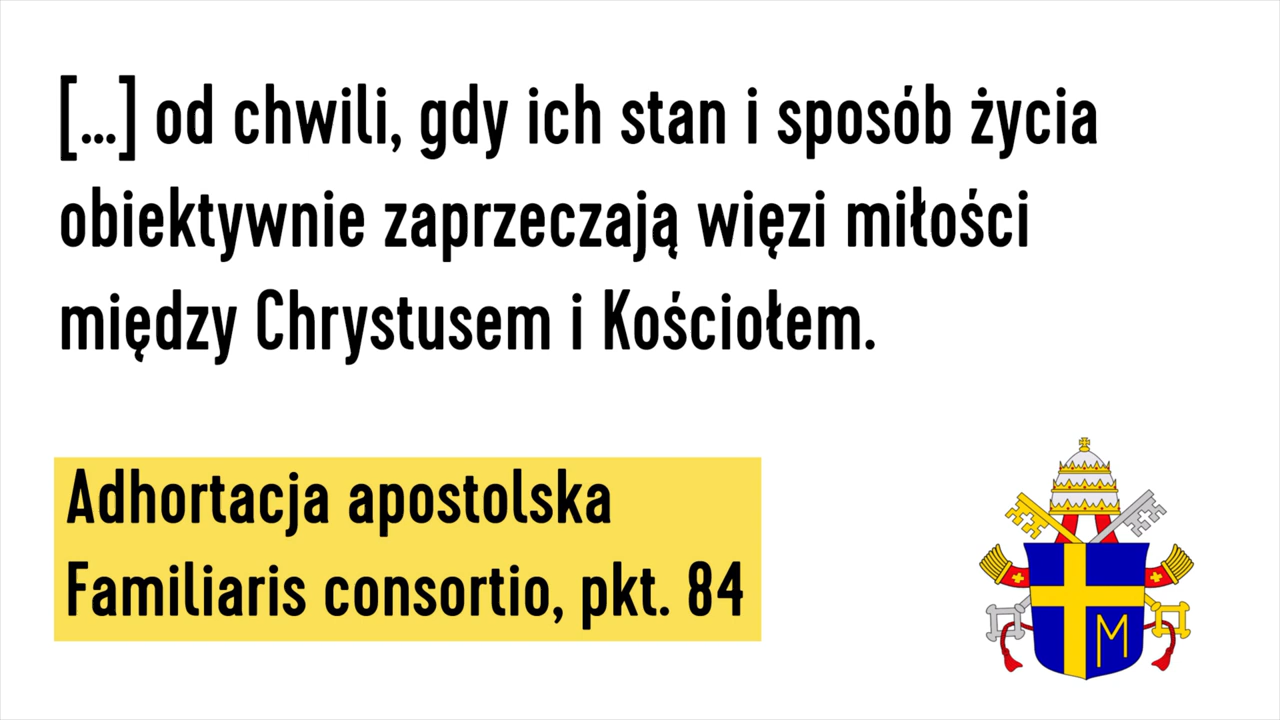 [...] od chwili, gdy ich stan i sposób życia
obiektywnie zaprzeczają więzi miłości
między Chrystusem i Kościołem.
Adhortacja apostolska
Familiaris consortio, pkt. 84
M